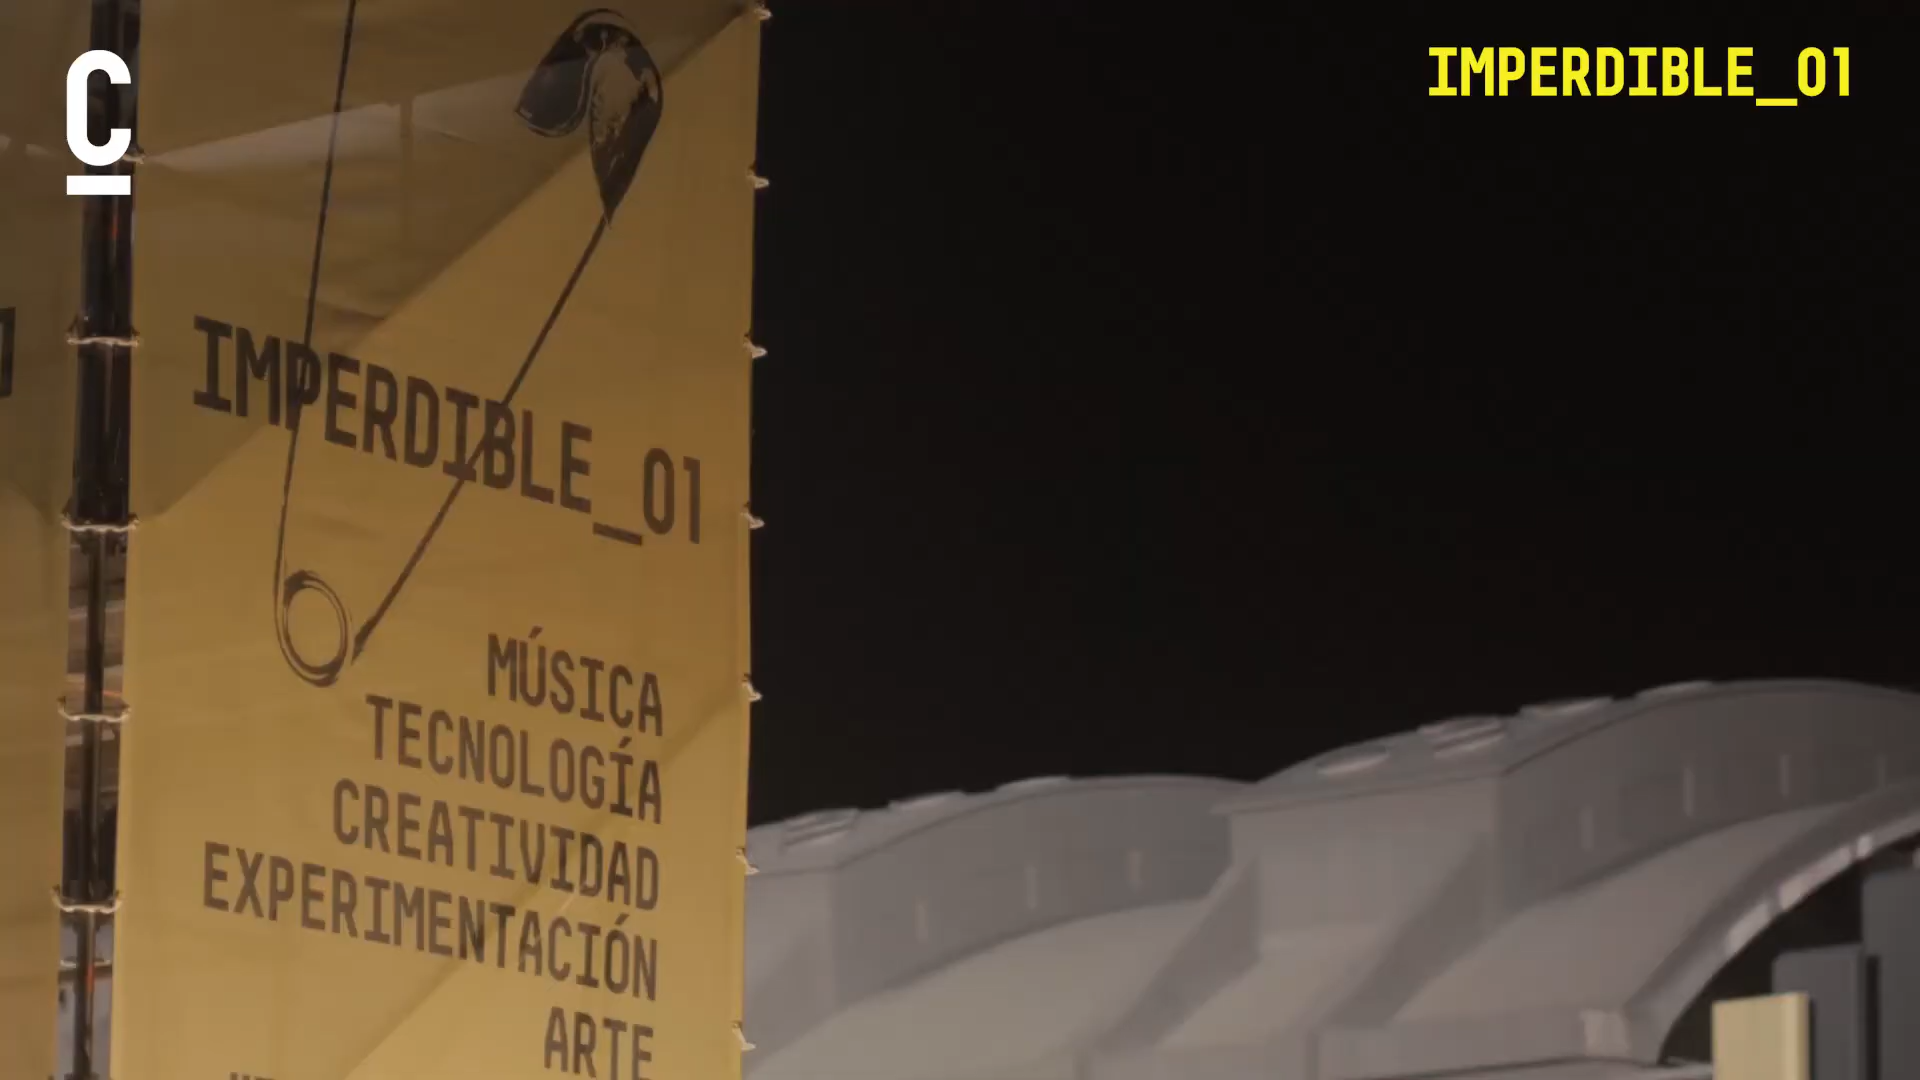 C
IMPERDIBLE_01
IMPERDIBLE_01
MÚSICA
TECNOLOGÍA
CREATIVIDAD
EXPERIMENTACIÓN
ARTE